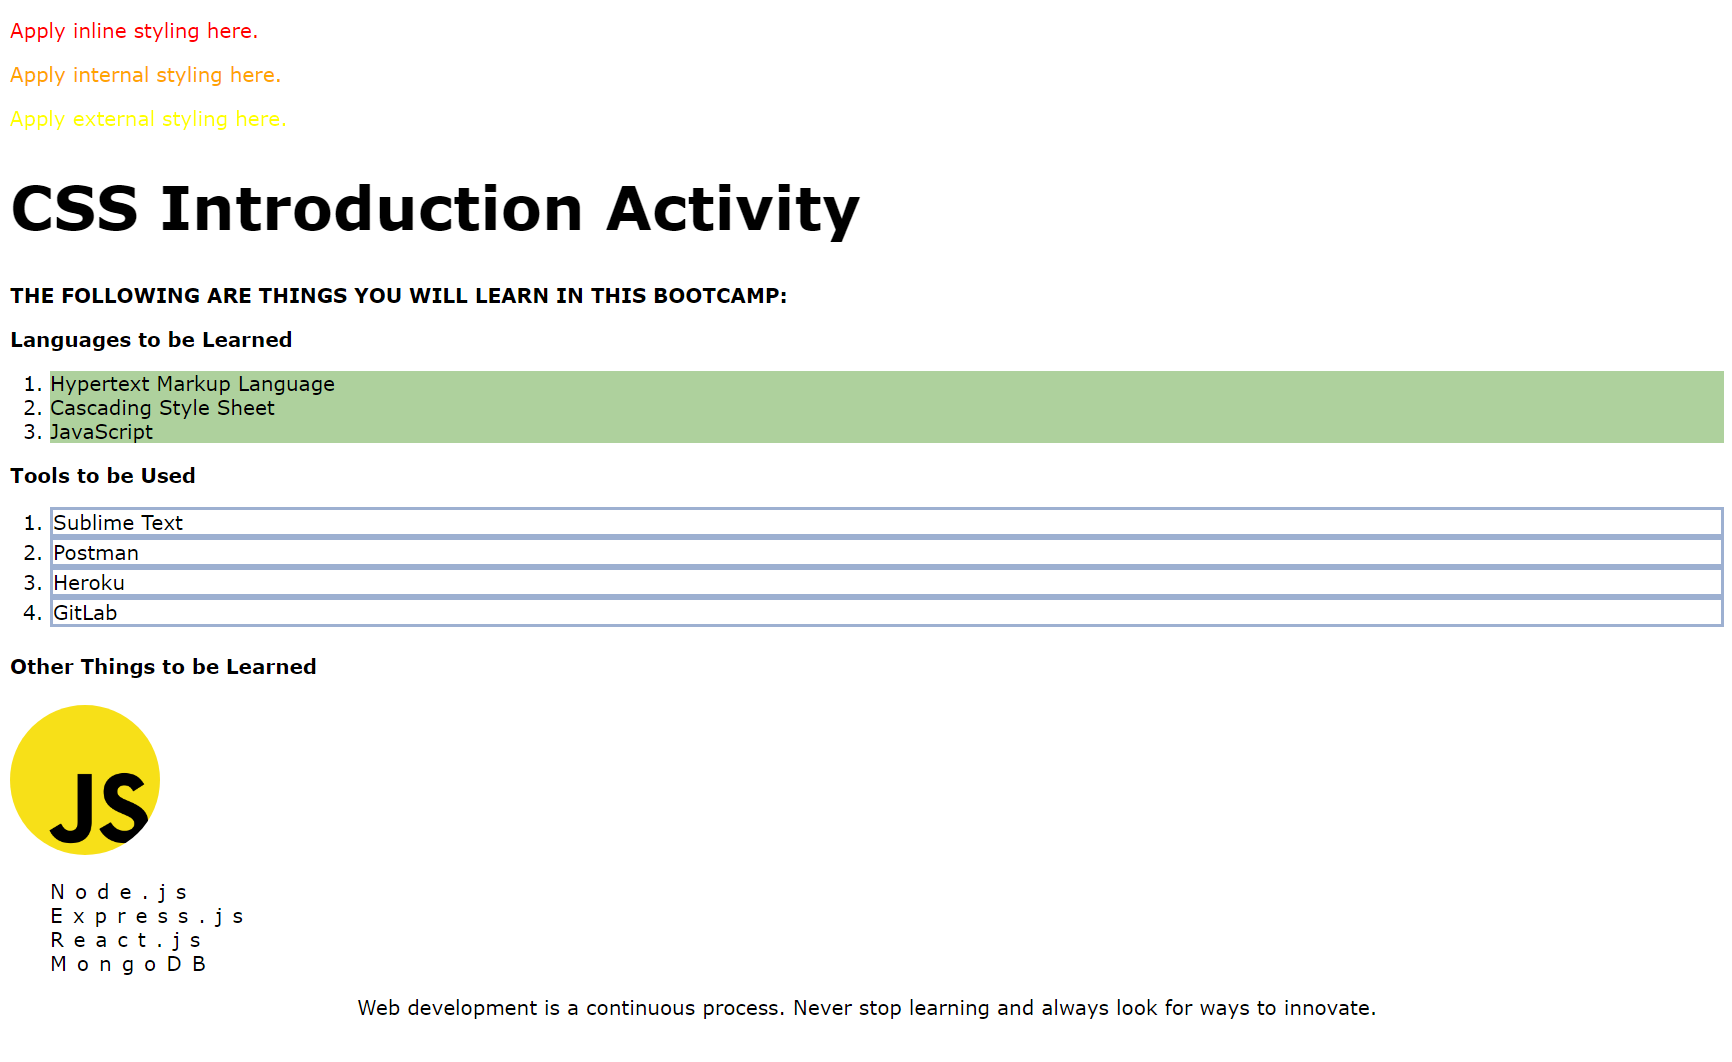 Apply inline styling here.
Apply internal styling here.
Apply external styling here.
CSS Introduction Activity
THE FOLLOWING ARE THINGS YOU WILL LEARN IN THIS BOOTCAMP:
Languages to be Learned
1. Hypertext Markup Language
2. Cascading Style Sheet
3. JavaScript
Tools to be Used
1. Sublime Text
2. Postman
3. Heroku
4. GitLab
Other Things to be Learned
JS
Node.js
Express.js
React.js
MongoDB
Web development is a continuous process. Never stop learning and always look for ways to innovate.